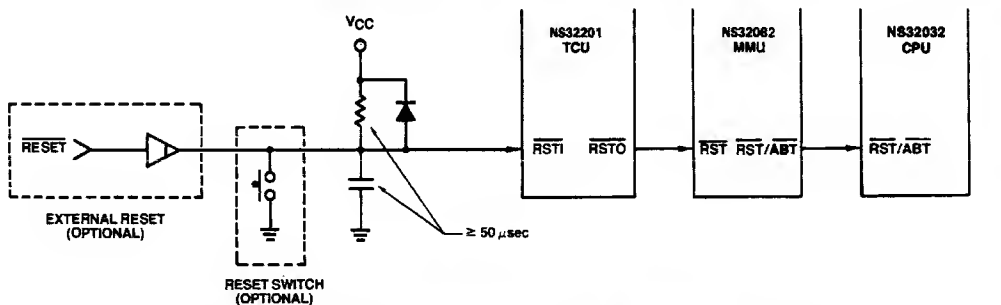 VCC
NS32201
TCU
NS32082
MMU
NS32032
CPU
RESET
RSTI
RSTO
RST
RST/ABT
RST/ABT
EXTERNAL RESET
(OPTIONAL)
≥ 50 μsec
RESET SWITCH
(OPTIONAL)